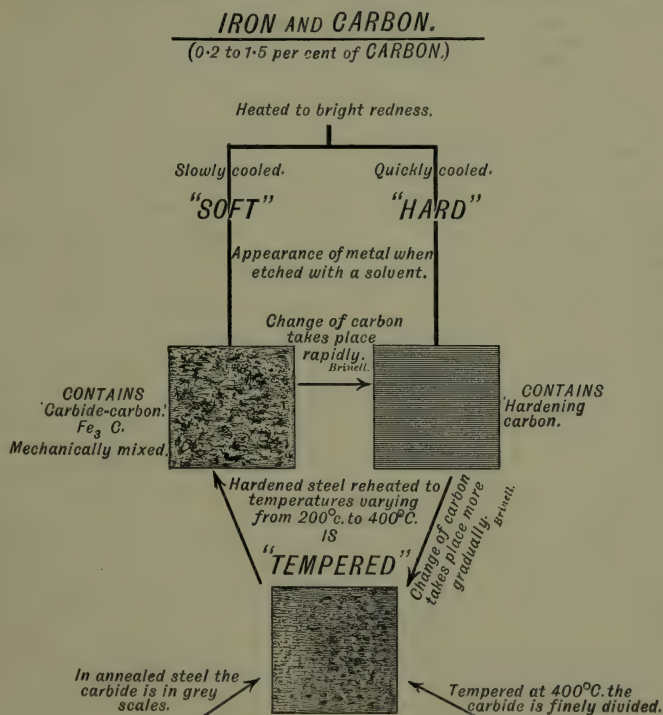 IRON AND CARBON.
(0·2 to 1·5 per cent of CARBON.)
Heated to bright redness.
Slowly cooled.
Quickly cooled.
"SOFT"
"HARD"
Appearance of metal when
etched with a solvent.
Change of carbon
takes place
rapidly.
Brinell.
CONTAINS
'Carbide-carbon.'
Fe3 C.
Mechanically mixed.
CONTAINS
'Hardening
carbon.
Hardened steel reheated to
temperatures varying
from 200°c. to 400°C.
IS
"TEMPERED"
Change of carbon
takes place more
gradually.
Brinell.
In annealed steel the
carbide is in grey
scales.
Tempered at 400°C. the
carbide is finely divided.